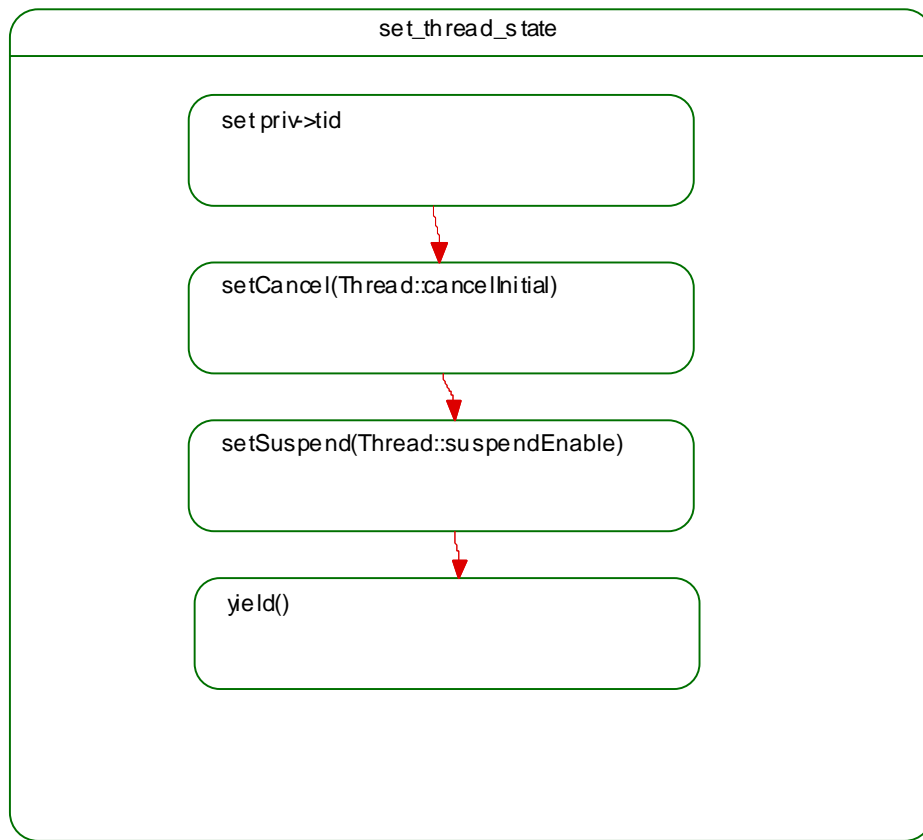 set_thread_state
set priv->tid
setCancel(Thread::cancelInitial)
setSuspend(Thread::suspendEnable)
yield()